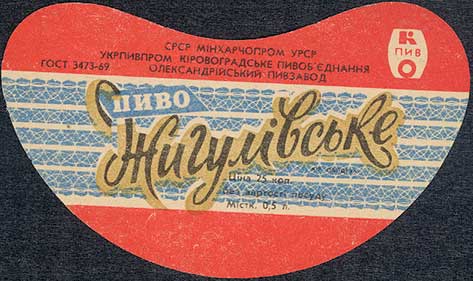 СРСР МІНХАРЧОПРОМ УРСР
УКРПИВПРОМ КІРОВОГРАДСЬКЕ ПИВОБ'ЄДНАННЯ
ГОСТ 3473-69 ОЛЕКСАНДРІЙСЬКИЙ ПИВЗАВОД
К
ПИВ
О
ПИВО
Жигулівське
Ціна 25 коп.
без вартості посуду
Містк. 0,5 л.